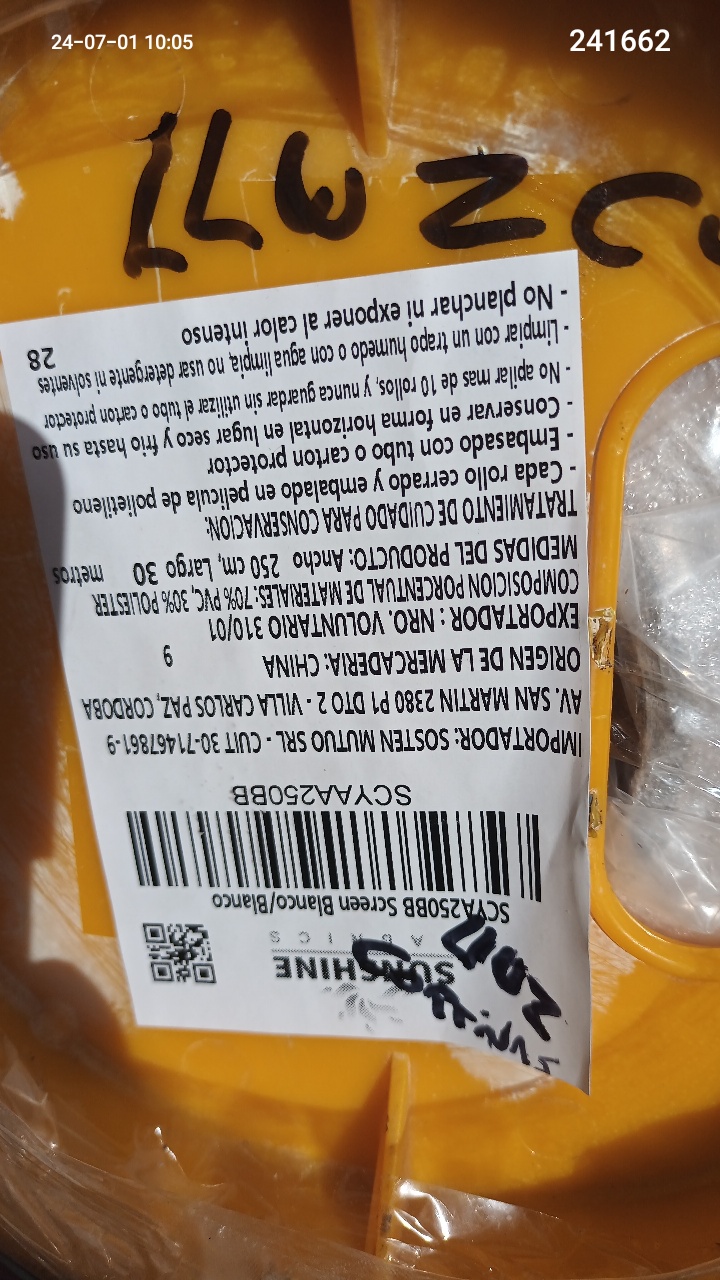 24-07-01 10:05
241662
SUNSHINE
SCYA250BB Screen Blanco/Blanco
SCYAA250BB
IMPORTADOR: SOSTEN MUTUO SRL - CUIT 30-71467861-9
AV. SAN MARTIN 2380 P1 DTO 2 - VILLA CARLOS PAZ, CORDOBA
ORIGEN DE LA MERCADERIA: CHINA 9
EXPORTADOR : NRO. VOLUNTARIO 310/01
COMPOSICION PORCENTUAL DE MATERIALES: 70% PVC, 30% POLIESTER
MEDIDAS DEL PRODUCTO: Ancho 250 cm, Largo 30 metros
TRATAMIENTO DE CUIDADO PARA CONSERVACION:
- Cada rollo cerrado y embalado en pelicula de polietileno
- Embasado con tubo o carton protector
- Conservar en forma horizontal en lugar seco y frio hasta su uso
- No apilar mas de 10 rollos, y nunca guardar sin utilizar el tubo o carton protector
- Limpiar con un trapo humedo o con agua limpia, no usar detergente ni solventes
- No planchar ni exponer al calor intenso
28